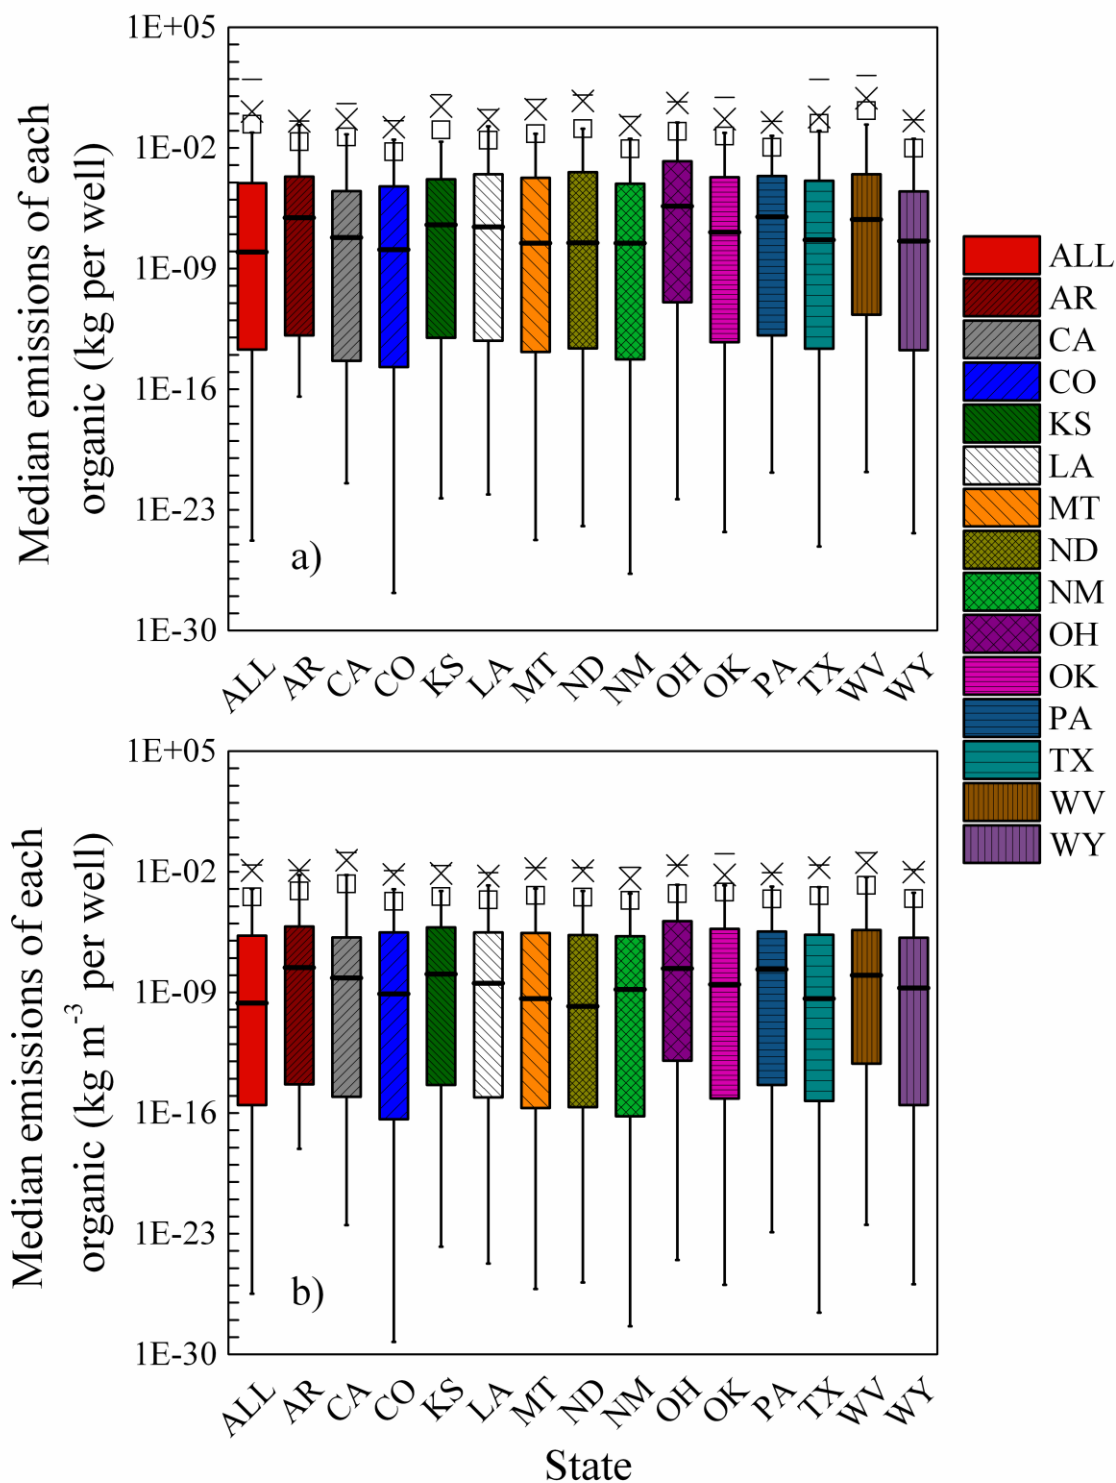 1E+05
1E-02
1E-09
1E-16
1E-23
1E-30
Median emissions of each
organic (kg per well)
a)
ALL AR CA CO KS LA MT ND NM OH OK PA TX WV WY
ALL
AR
CA
CO
KS
LA
MT
ND
NM
OH
OK
PA
TX
WV
WY
1E+05
1E-02
1E-09
1E-16
1E-23
1E-30
Median emissions of each
organic (kg m⁻³ per well)
b)
ALL AR CA CO KS LA MT ND NM OH OK PA TX WV WY
State